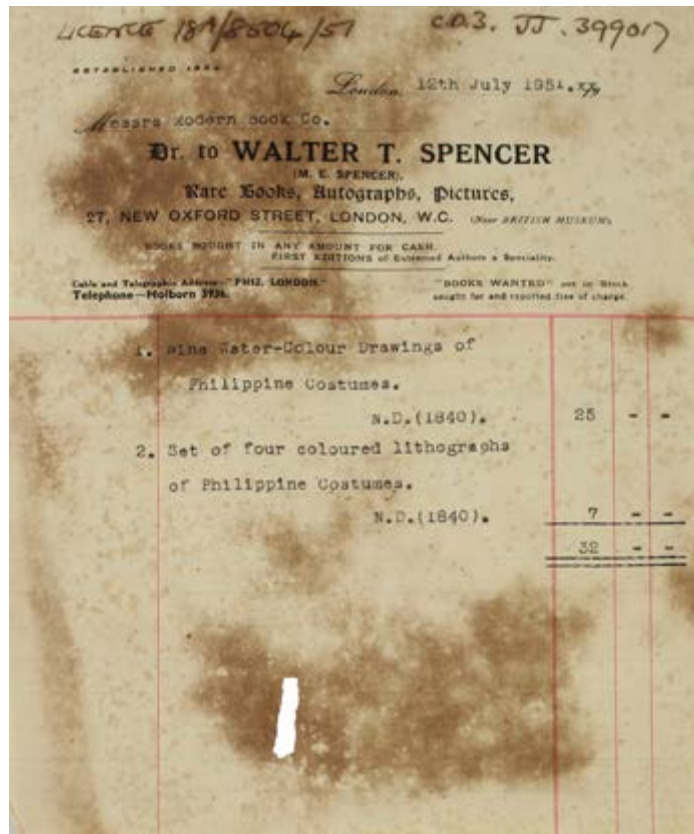 LICENCE 18A/8504/51 C.D.3. JJ. 399017
ESTABLISHED 18
London, 12th July 1951.
Messrs Modern Book Co.
Dr. to WALTER T. SPENCER
(M. E. SPENCER),
Rare Books, Autographs, Pictures,
27, NEW OXFORD STREET, LONDON, W.C. (Near BRITISH MUSEUM).
BOOKS BOUGHT IN ANY AMOUNT FOR CASH.
FIRST EDITIONS of Esteemed Authors a Speciality.
Cable and Telegraphic Address—"PHIZ, LONDON."
Telephone—Holborn 5936.
"BOOKS WANTED" not in Stock
sought for and reported free of charge.
1. Nine Water-Colour Drawings of
Philippine Costumes.
N.D.(1840). 25 - -
2. Set of four coloured lithographs
of Philippine Costumes.
N.D.(1840). 7 - -
32 - -